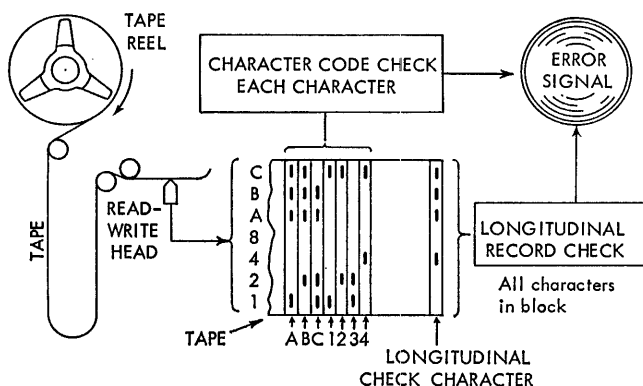 TAPE
REEL
CHARACTER CODE CHECK
EACH CHARACTER
ERROR
SIGNAL
TAPE
READ-
WRITE
HEAD
C
B
A
8
4
2
1
LONGITUDINAL
RECORD CHECK
All characters
in block
TAPE
A B C 1 2 3 4
LONGITUDINAL
CHECK CHARACTER